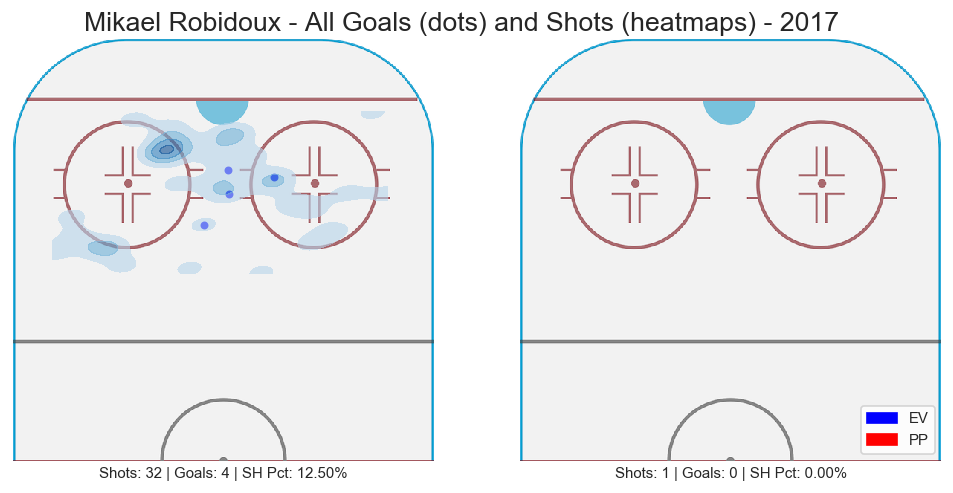 Mikael Robidoux - All Goals (dots) and Shots (heatmaps) - 2017
EV
PP
Shots: 32 | Goals: 4 | SH Pct: 12.50%
Shots: 1 | Goals: 0 | SH Pct: 0.00%